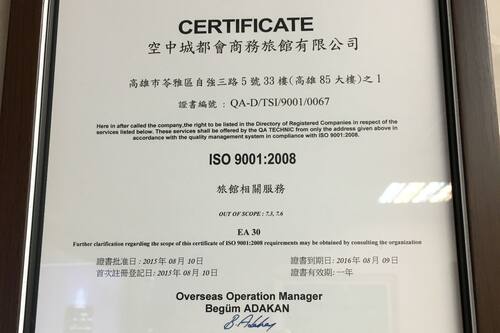 CERTIFICATE
空中城都會商務旅館有限公司
高雄市苓雅區自強三路5號33樓(高雄85大樓)之1
證書編號 : QA-D/TSI/9001/0067
Here in after called the company,the right to be listed in the Directory of Registered Companies in respect of the
services listed below. These services shall be offered by the QA TECHNIC from only the address given above in
accordance with the quality management system in compliance with ISO 9001:2008.
ISO 9001:2008
旅館相關服務
OUT OF SCOPE : 7.3, 7.6
EA 30
Further clarification regarding the scope of this certificate of ISO 9001:2008 requirements may be obtained by consulting the organization
證書批准日 : 2015年08月10日 證書到期日: 2016年08月09日
首次註冊登記日: 2015年08月10日 證書有效期: 一年
Overseas Operation Manager
Begüm ADAKAN